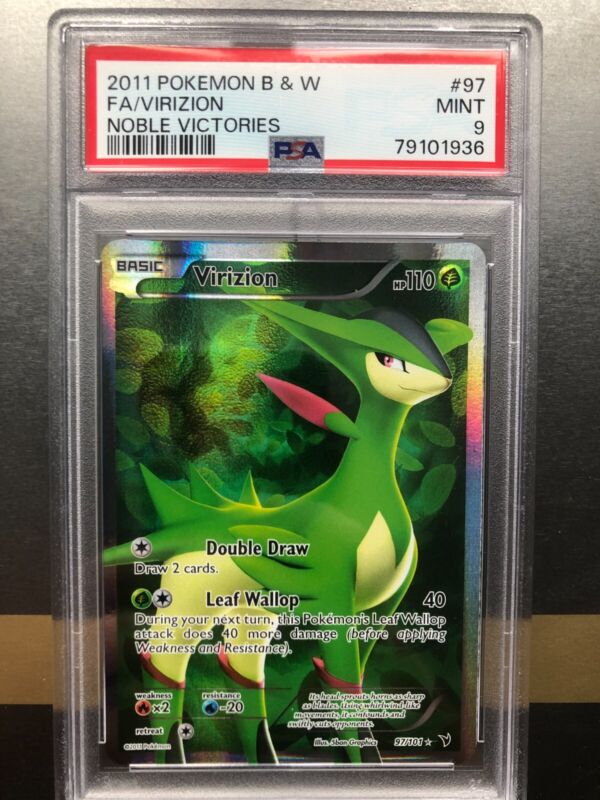 2011 POKEMON B & W #97
FA/VIRIZION MINT
NOBLE VICTORIES 9
PSA 79101936
BASIC Virizion HP110
Double Draw
Draw 2 cards.
Leaf Wallop 40
During your next turn, this Pokémon's Leaf Wallop
attack does 40 more damage (before applying
Weakness and Resistance).
weakness resistance
×2 -20
retreat
Its head sprouts horns as sharp
as blades. Using whirlwind-like
movements, it confounds and
swiftly cuts opponents.
©2011 Pokémon Illus. 5ban Graphics 97/101